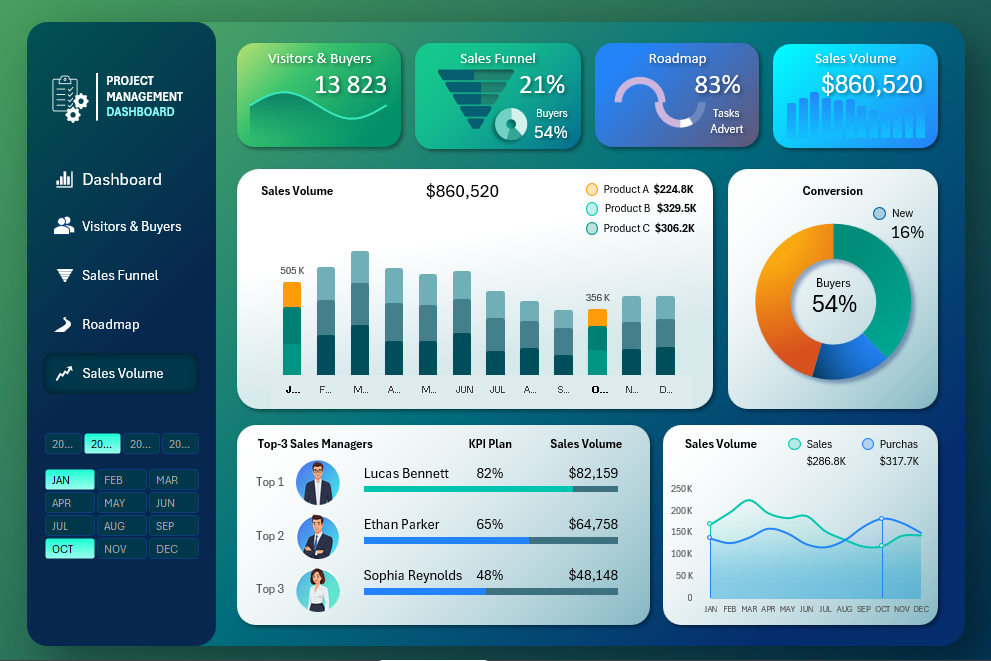 PROJECT
MANAGEMENT
DASHBOARD
Dashboard
Visitors & Buyers
Sales Funnel
Roadmap
Sales Volume
20... 20... 20... 20...
JAN FEB MAR
APR MAY JUN
JUL AUG SEP
OCT NOV DEC
Visitors & Buyers
13 823
Sales Funnel
21%
Buyers
54%
Roadmap
83%
Tasks
Advert
Sales Volume
$860,520
Sales Volume
$860,520
Product A $224.8K
Product B $329.5K
Product C $306.2K
505 K
356 K
J... F... M... A... M... JUN JUL A... S... O... N... D...
Conversion
New
16%
Buyers
54%
Top-3 Sales Managers KPI Plan Sales Volume
Top 1 Lucas Bennett 82% $82,159
Top 2 Ethan Parker 65% $64,758
Top 3 Sophia Reynolds 48% $48,148
Sales Volume
Sales
$286.8K
Purchas
$317.7K
250K
200K
150K
100K
50 K
0
JAN FEB MAR APR MAY JUN JUL AUG SEP OCT NOV DEC